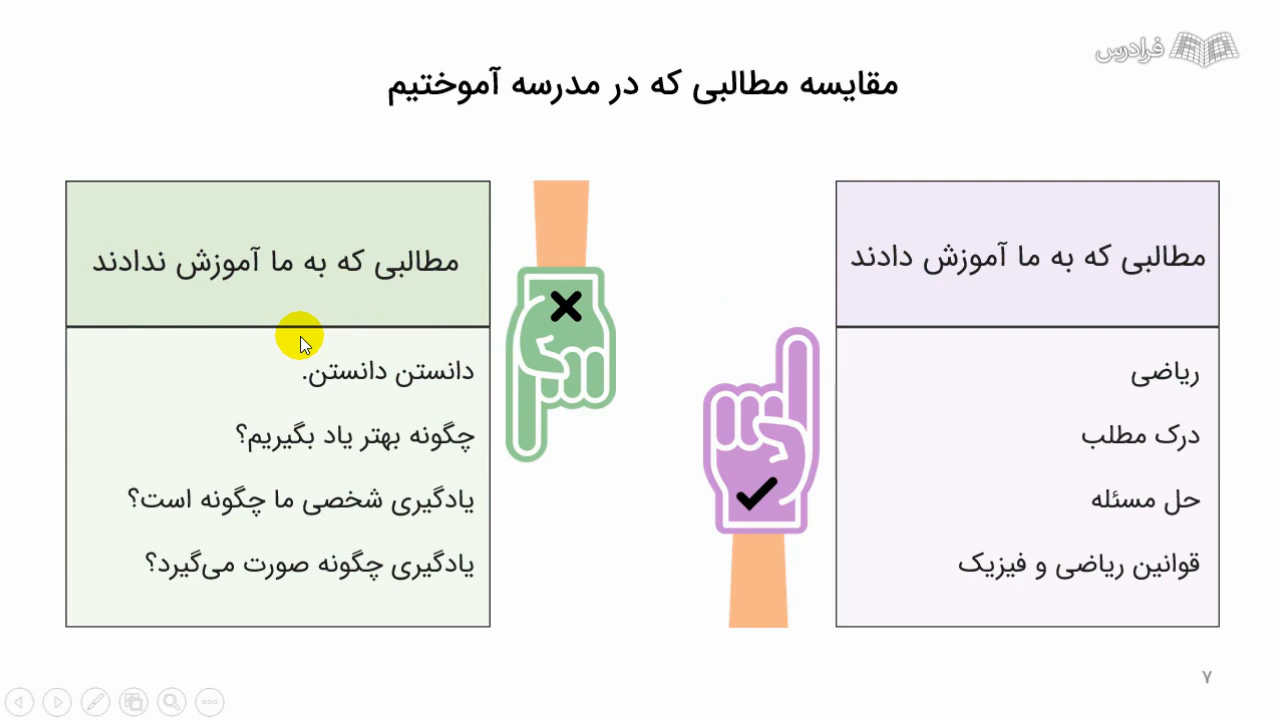 فرادرس
مقایسه مطالبی که در مدرسه آموختیم
مطالبی که به ما آموزش دادند
ریاضی
درک مطلب
حل مسئله
قوانین ریاضی و فیزیک
مطالبی که به ما آموزش ندادند
دانستن دانستن.
چگونه بهتر یاد بگیریم؟
یادگیری شخصی ما چگونه است؟
یادگیری چگونه صورت می‌گیرد؟
۷